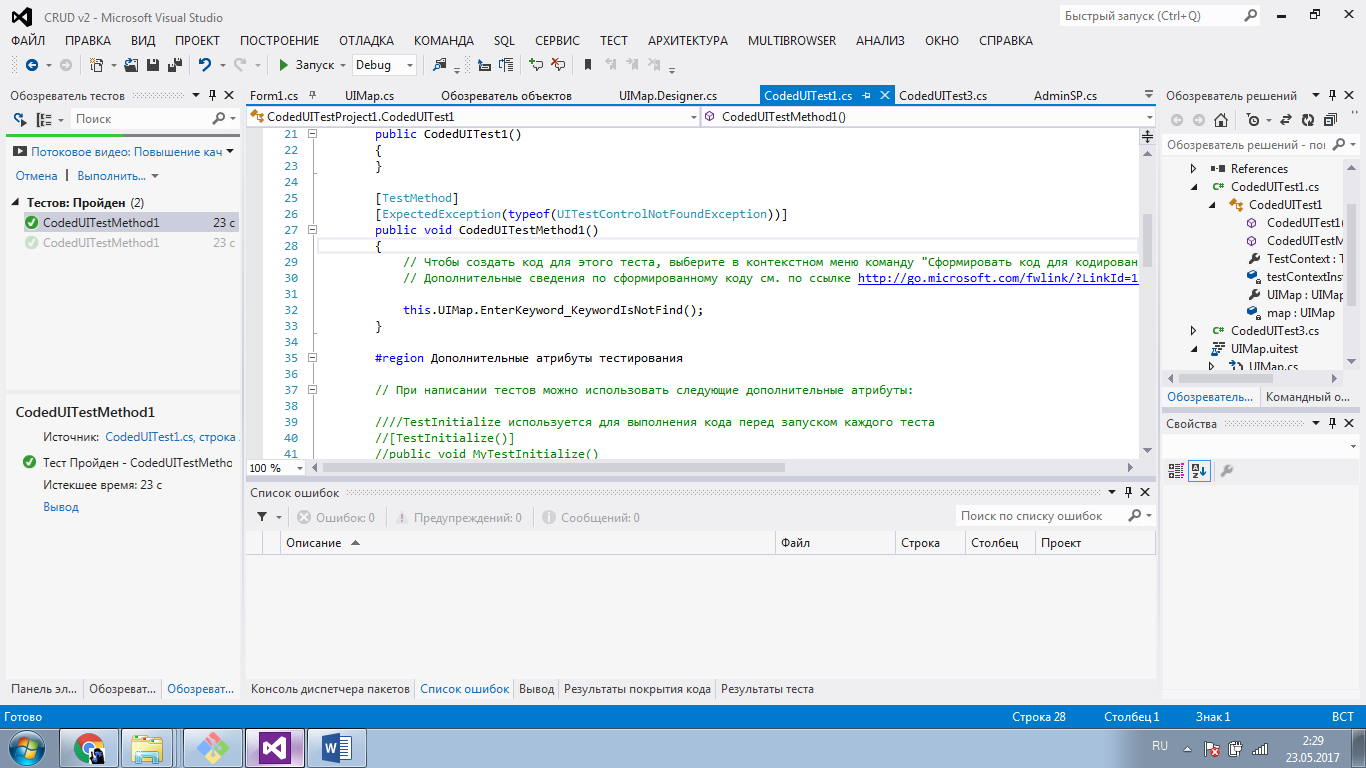 CRUD v2 - Microsoft Visual Studio
Быстрый запуск (Ctrl+Q)
ФАЙЛ ПРАВКА ВИД ПРОЕКТ ПОСТРОЕНИЕ ОТЛАДКА КОМАНДА SQL СЕРВИС ТЕСТ АРХИТЕКТУРА MULTIBROWSER АНАЛИЗ ОКНО СПРАВКА
Запуск Debug
Обозреватель тестов
Поиск
Потоковое видео: Повышение кач
Отмена | Выполнить...
Тестов: Пройден (2)
CodedUITestMethod1 23 с
CodedUITestMethod1 23 с
CodedUITestMethod1
Источник: CodedUITest1.cs, строка
Тест Пройден - CodedUITestMetho
Истекшее время: 23 с
Вывод
Панель эл... Обозреват... Обозреват...
Form1.cs UIMap.cs Обозреватель объектов UIMap.Designer.cs CodedUITest1.cs CodedUITest3.cs AdminSP.cs
CodedUITestProject1.CodedUITest1 CodedUITestMethod1()
21 public CodedUITest1()
22 {
23 }
24
25 [TestMethod]
26 [ExpectedException(typeof(UITestControlNotFoundException))]
27 public void CodedUITestMethod1()
28 {
29 // Чтобы создать код для этого теста, выберите в контекстном меню команду "Сформировать код для кодирован
30 // Дополнительные сведения по сформированному коду см. по ссылке http://go.microsoft.com/fwlink/?LinkId=1
31
32 this.UIMap.EnterKeyword_KeywordIsNotFind();
33 }
34
35 #region Дополнительные атрибуты тестирования
36
37 // При написании тестов можно использовать следующие дополнительные атрибуты:
38
39 ////TestInitialize используется для выполнения кода перед запуском каждого теста
40 //[TestInitialize()]
41 //public void MyTestInitialize()
100 %
Список ошибок
Ошибок: 0 Предупреждений: 0 Сообщений: 0 Поиск по списку ошибок
Описание Файл Строка Столбец Проект
Консоль диспетчера пакетов Список ошибок Вывод Результаты покрытия кода Результаты теста
Обозреватель решений
Обозреватель решений - по
References
CodedUITest1.cs
CodedUITest1
CodedUITest1(
CodedUITestM
TestContext : T
testContextIns
UIMap : UIMap
map : UIMap
CodedUITest3.cs
UIMap.uitest
UIMap.cs
Обозреватель... Командный о...
Свойства
Готово Строка 28 Столбец 1 Знак 1 ВСТ
RU
2:29
23.05.2017